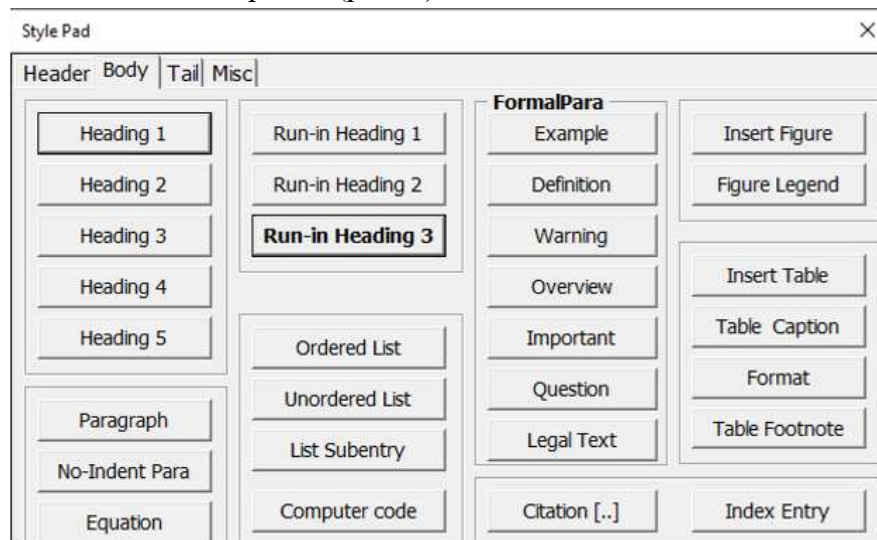 Style Pad
Header Body Tail Misc
Heading 1
Heading 2
Heading 3
Heading 4
Heading 5
Paragraph
No-Indent Para
Equation
Run-in Heading 1
Run-in Heading 2
Run-in Heading 3
Ordered List
Unordered List
List Subentry
Computer code
FormalPara
Example
Definition
Warning
Overview
Important
Question
Legal Text
Citation [..]
Insert Figure
Figure Legend
Insert Table
Table Caption
Format
Table Footnote
Index Entry